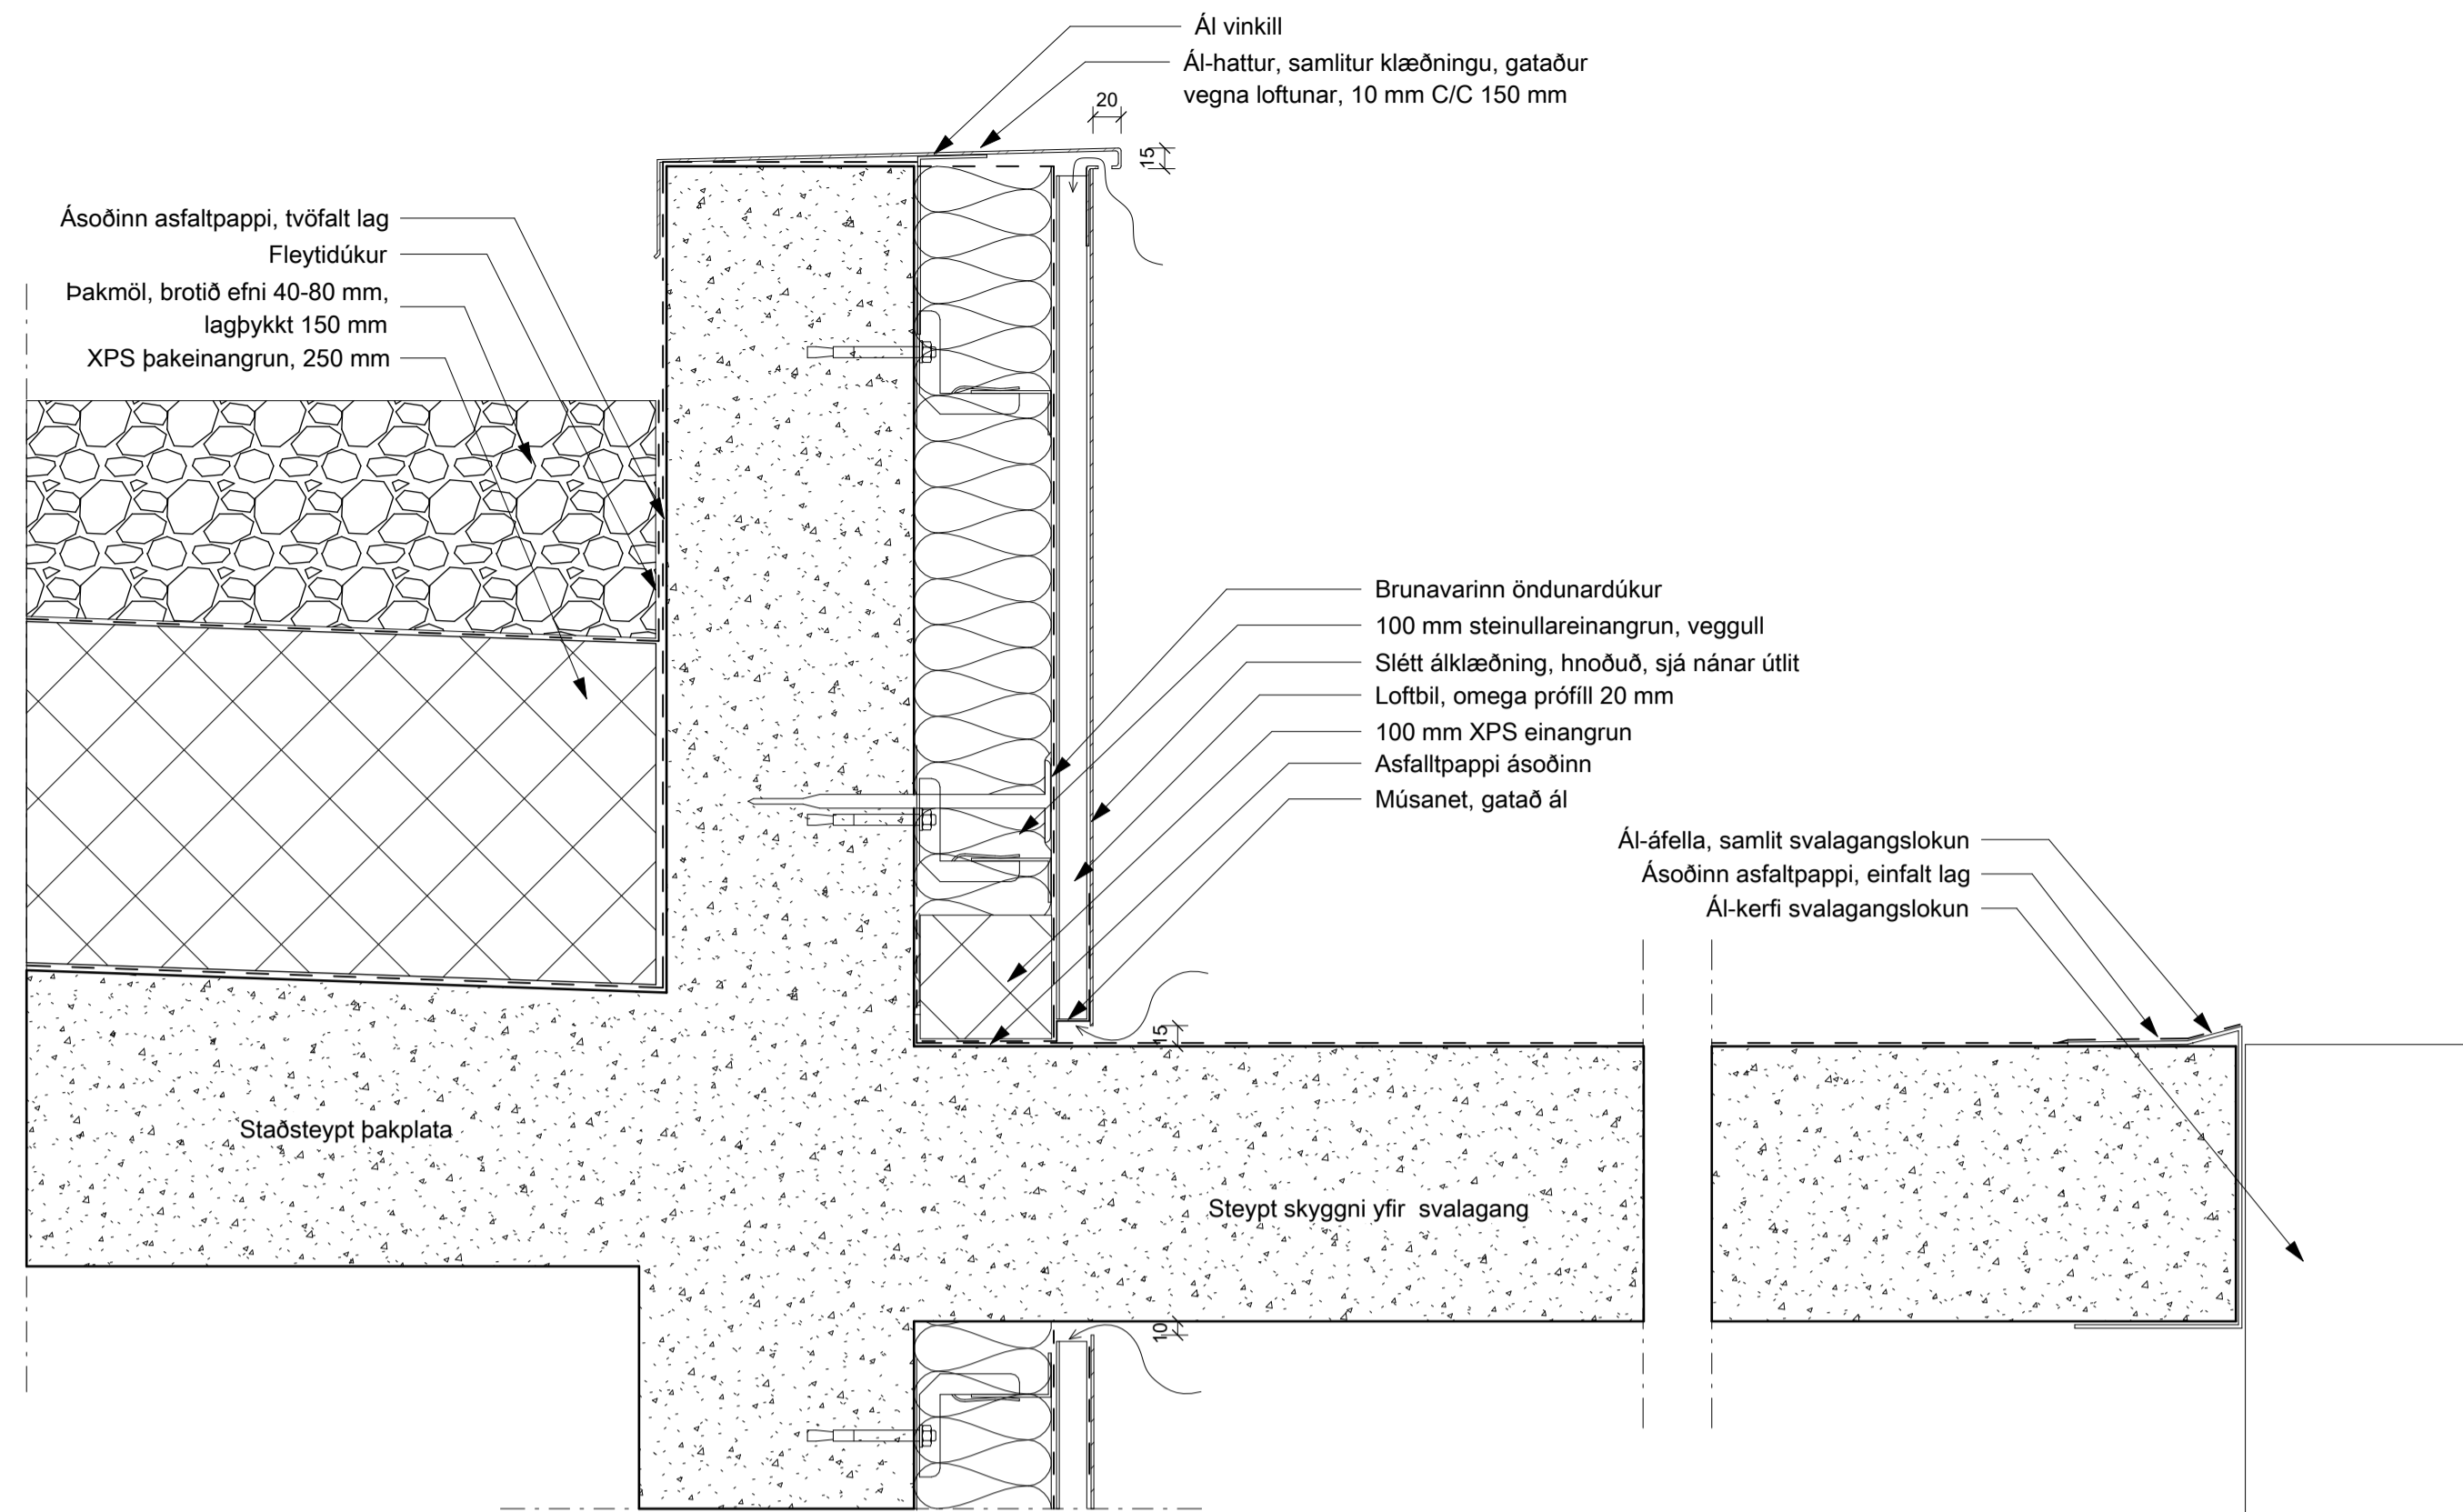 Ál vinkill
Ál-hattur, samlitur klæðningu, gataður
vegna loftunar, 10 mm C/C 150 mm
20
15
Ásoðinn asfaltpappi, tvöfalt lag
Fleytidúkur
Þakmöl, brotið efni 40-80 mm,
lagþykkt 150 mm
XPS þakeinangrun, 250 mm
Brunavarinn öndunardúkur
100 mm steinullareinangrun, veggull
Slétt álklæðning, hnoðuð, sjá nánar útlit
Loftbil, omega prófíll 20 mm
100 mm XPS einangrun
Asfalltpappi ásoðinn
Músanet, gatað ál
Ál-áfella, samlit svalagangslokun
Ásoðinn asfaltpappi, einfalt lag
Ál-kerfi svalagangslokun
15
Staðsteypt þakplata
Steypt skyggni yfir svalagang
10